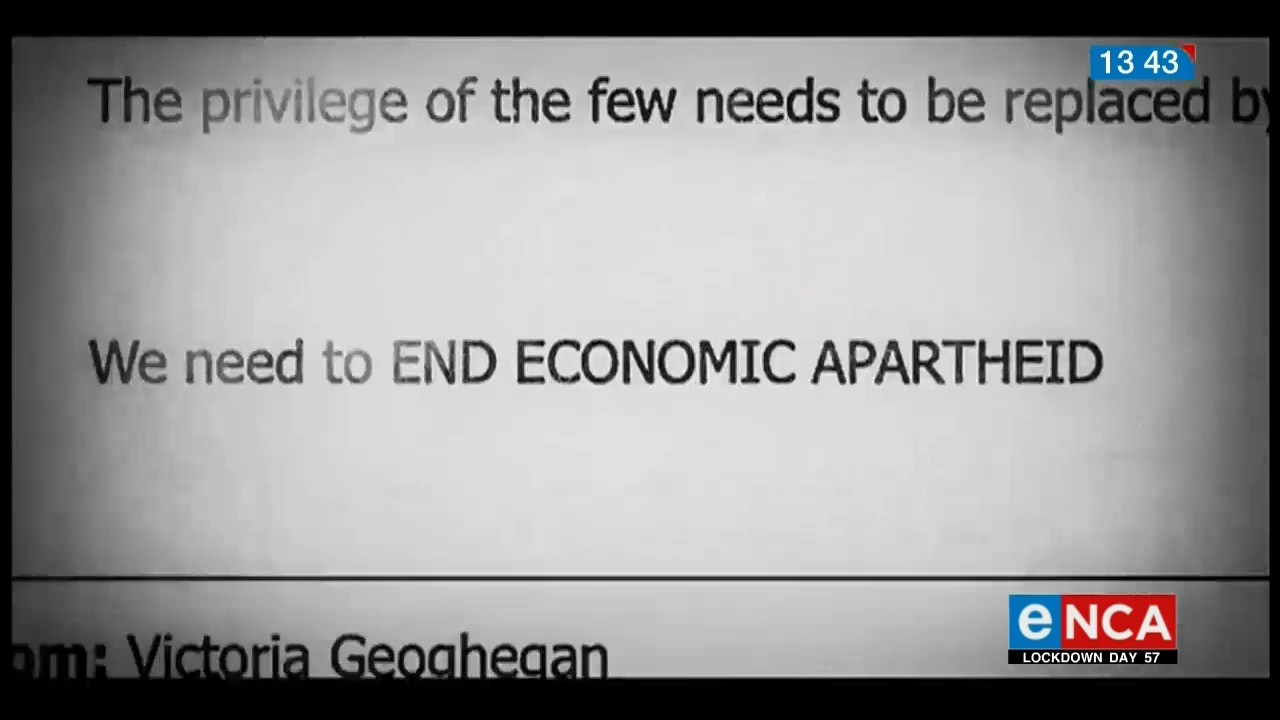 13 43
The privilege of the few needs to be replaced by
We need to END ECONOMIC APARTHEID
om: Victoria Geoghegan
eNCA
LOCKDOWN DAY 57